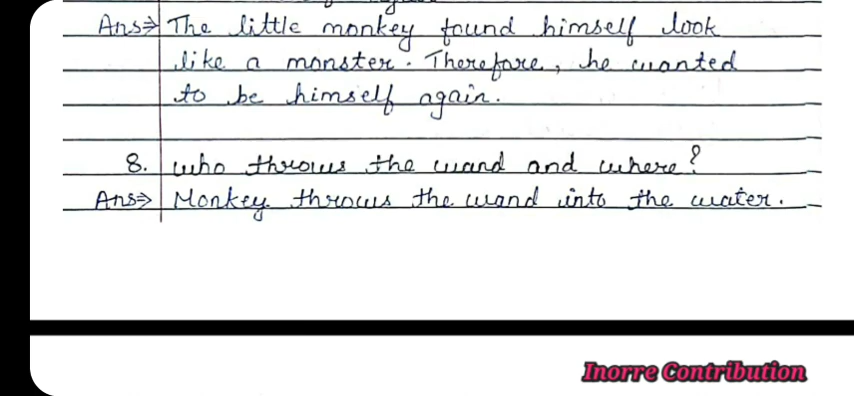 Ans⇒ The little monkey found himself look
like a monster. Therefore, he wanted
to be himself again.
8. who throws the wand and where?
Ans⇒ Monkey throws the wand into the water.
Inorre Contribution